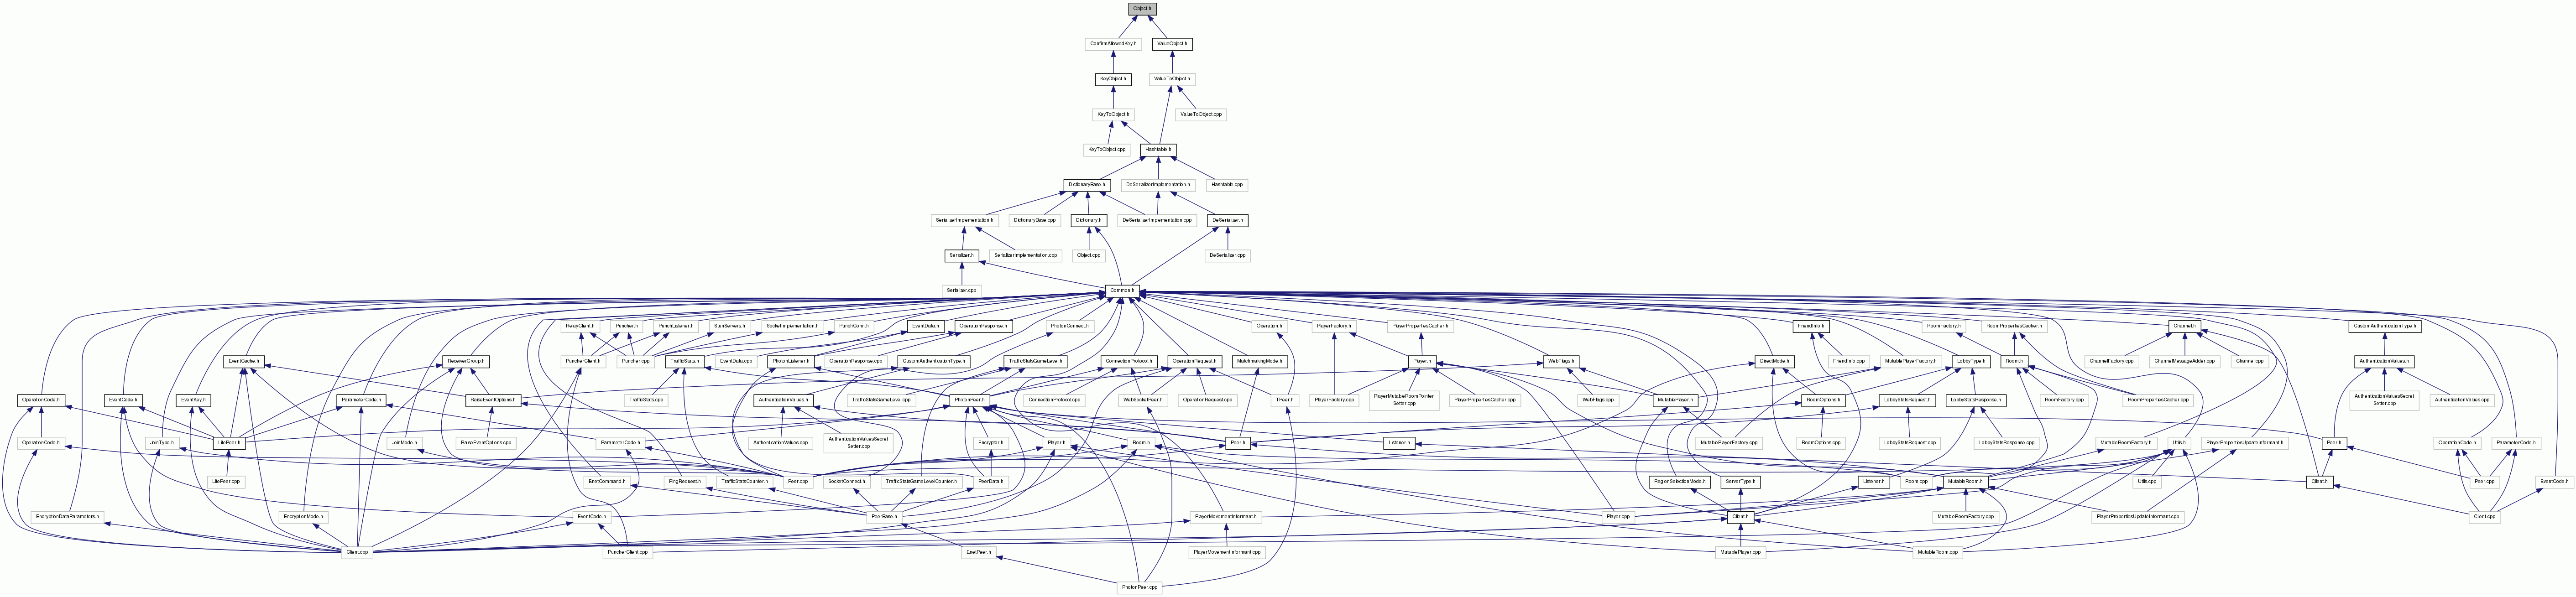 Object.h
ConfirmAllowedKey.h
ValueObject.h
KeyObject.h
ValueToObject.h
KeyToObject.h
ValueToObject.cpp
KeyToObject.cpp
Hashtable.h
DictionaryBase.h
DeSerializerImplementation.h
Hashtable.cpp
SerializerImplementation.h
DictionaryBase.cpp
Dictionary.h
DeSerializerImplementation.cpp
DeSerializer.h
Serializer.h
SerializerImplementation.cpp
Object.cpp
DeSerializer.cpp
Serializer.cpp
Common.h
RelayClient.h
Puncher.h
PunchListener.h
StunServers.h
SocketImplementation.h
PunchConn.h
EventData.h
OperationResponse.h
PhotonConnect.h
Operation.h
PlayerFactory.h
PlayerPropertiesCacher.h
FriendInfo.h
RoomFactory.h
RoomPropertiesCacher.h
Channel.h
CustomAuthenticationType.h
EventCache.h
ReceiverGroup.h
PuncherClient.h
Puncher.cpp
TrafficStats.h
EventData.cpp
PhotonListener.h
OperationResponse.cpp
CustomAuthenticationType.h
TrafficStatsGameLevel.h
ConnectionProtocol.h
OperationRequest.h
MatchmakingMode.h
Player.h
WebFlags.h
DirectMode.h
FriendInfo.cpp
MutablePlayerFactory.h
LobbyType.h
Room.h
ChannelFactory.cpp
ChannelMessageAdder.cpp
Channel.cpp
AuthenticationValues.h
OperationCode.h
EventCode.h
EventKey.h
ParameterCode.h
RaiseEventOptions.h
TrafficStats.cpp
AuthenticationValues.h
TrafficStatsGameLevel.cpp
PhotonPeer.h
ConnectionProtocol.cpp
WebSocketPeer.h
OperationRequest.cpp
TPeer.h
PlayerFactory.cpp
PlayerMutableRoomPointer
Setter.cpp
PlayerPropertiesCacher.cpp
WebFlags.cpp
MutablePlayer.h
RoomOptions.h
LobbyStatsRequest.h
LobbyStatsResponse.h
RoomFactory.cpp
RoomPropertiesCacher.cpp
AuthenticationValuesSecret
Setter.cpp
AuthenticationValues.cpp
OperationCode.h
JoinType.h
LitePeer.h
JoinMode.h
RaiseEventOptions.cpp
ParameterCode.h
AuthenticationValues.cpp
AuthenticationValuesSecret
Setter.cpp
Encryptor.h
Player.h
Room.h
Peer.h
Listener.h
MutablePlayerFactory.cpp
RoomOptions.cpp
LobbyStatsRequest.cpp
LobbyStatsResponse.cpp
MutableRoomFactory.h
Utils.h
PlayerPropertiesUpdateInformant.h
Peer.h
OperationCode.h
ParameterCode.h
LitePeer.cpp
EnetCommand.h
PingRequest.h
TrafficStatsCounter.h
Peer.cpp
SocketConnect.h
TrafficStatsGameLevelCounter.h
PeerData.h
RegionSelectionMode.h
ServerType.h
Listener.h
Room.cpp
MutableRoom.h
Utils.cpp
Client.h
Peer.cpp
EventCode.h
EncryptionDataParameters.h
EncryptionMode.h
EventCode.h
PeerBase.h
PlayerMovementInformant.h
Player.cpp
Client.h
MutableRoomFactory.cpp
PlayerPropertiesUpdateInformant.cpp
Client.cpp
Client.cpp
PuncherClient.cpp
EnetPeer.h
PlayerMovementInformant.cpp
MutablePlayer.cpp
MutableRoom.cpp
PhotonPeer.cpp